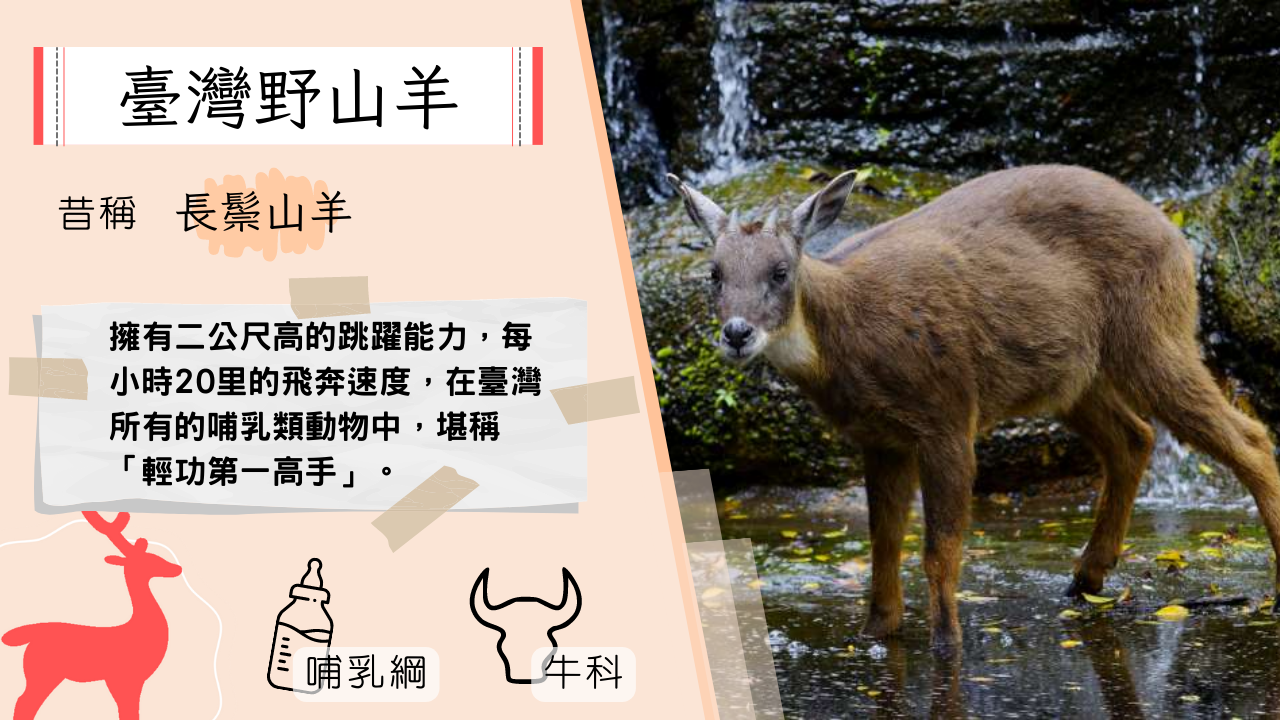 臺灣野山羊
昔稱 長鬃山羊
擁有二公尺高的跳躍能力，每
小時20里的飛奔速度，在臺灣
所有的哺乳類動物中，堪稱
「輕功第一高手」。
哺乳綱
牛科